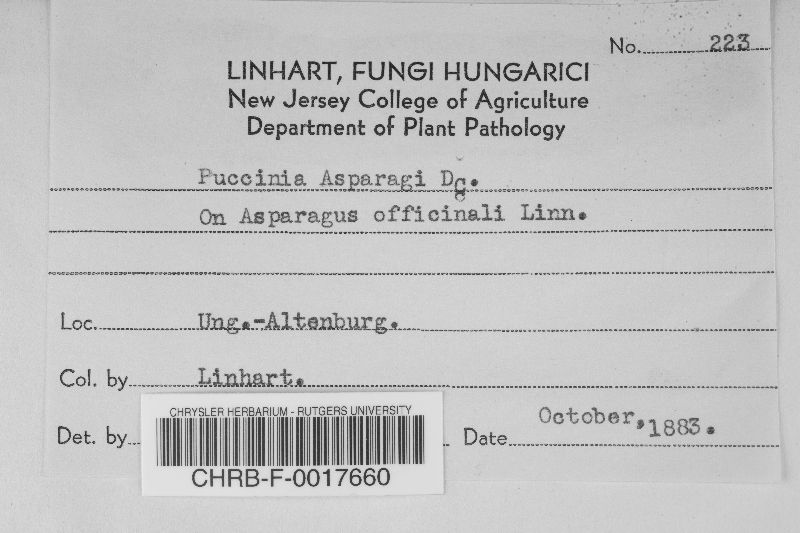 No. 223
LINHART, FUNGI HUNGARICI
New Jersey College of Agriculture
Department of Plant Pathology
Puccinia Asparagi Dc.
On Asparagus officinali Linn.
Loc. Ung.-Altenburg.
Col. by Linhart.
Det. by
Date October, 1883.
CHRYSLER HERBARIUM - RUTGERS UNIVERSITY
CHRB-F-0017660